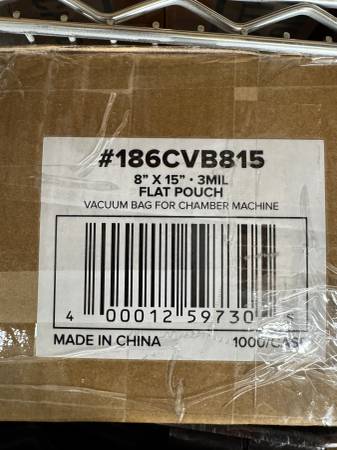 #186CVB815
8” X 15” • 3MIL
FLAT POUCH
VACUUM BAG FOR CHAMBER MACHINE
4 00012 59730 5
MADE IN CHINA 1000/CASE